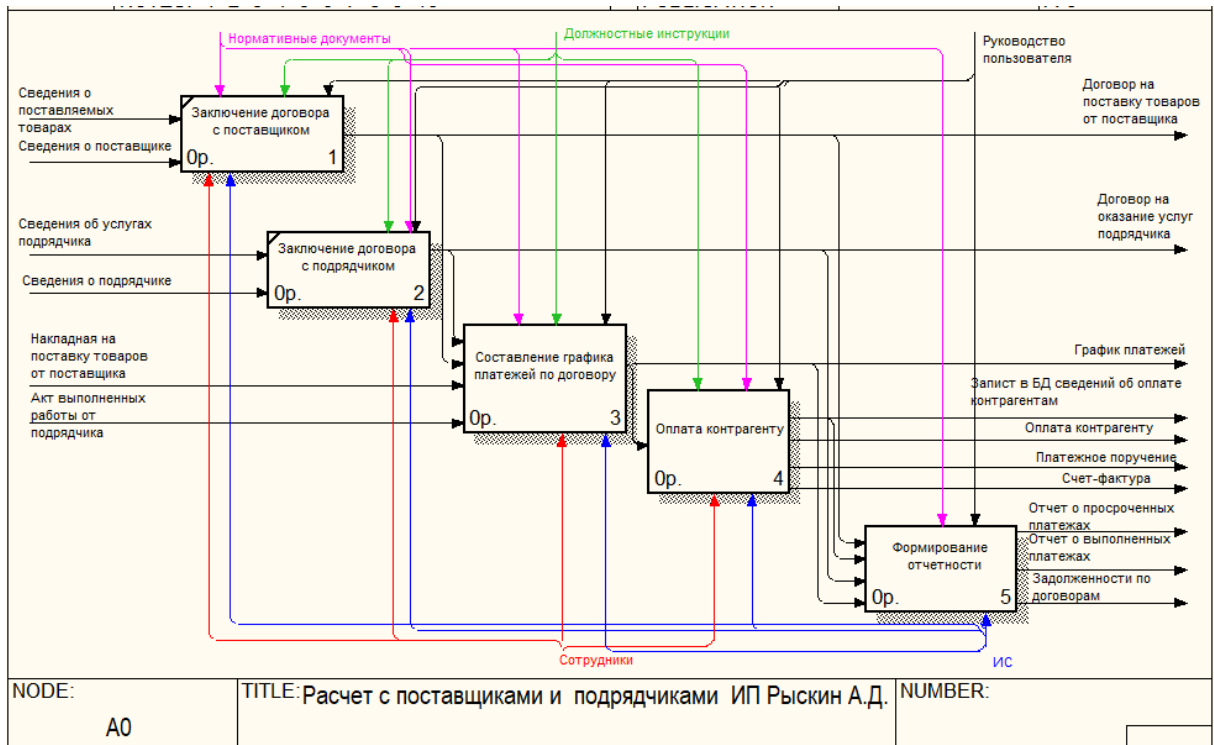 Нормативные документы
Должностные инструкции
Руководство
пользователя
Сведения о
поставляемых
товарах
Сведения о поставщике
Заключение договора
с поставщиком
0р. 1
Договор на
поставку товаров
от поставщика
Сведения об услугах
подрядчика
Сведения о подрядчике
Заключение договора
с подрядчиком
0р. 2
Договор на
оказание услуг
подрядчика
Накладная на
поставку товаров
от поставщика
Акт выполненных
работы от
подрядчика
Составление графика
платежей по договору
0р. 3
График платежей
Запист в БД сведений об оплате
контрагентам
Оплата контрагенту
0р. 4
Оплата контрагенту
Платежное поручение
Счет-фактура
Формирование
отчетности
0р. 5
Отчет о просроченных
платежах
Отчет о выполненных
платежах
Задолженности по
договорам
Сотрудники
ИС
NODE:
A0
TITLE: Расчет с поставщиками и подрядчиками ИП Рыскин А.Д.
NUMBER: